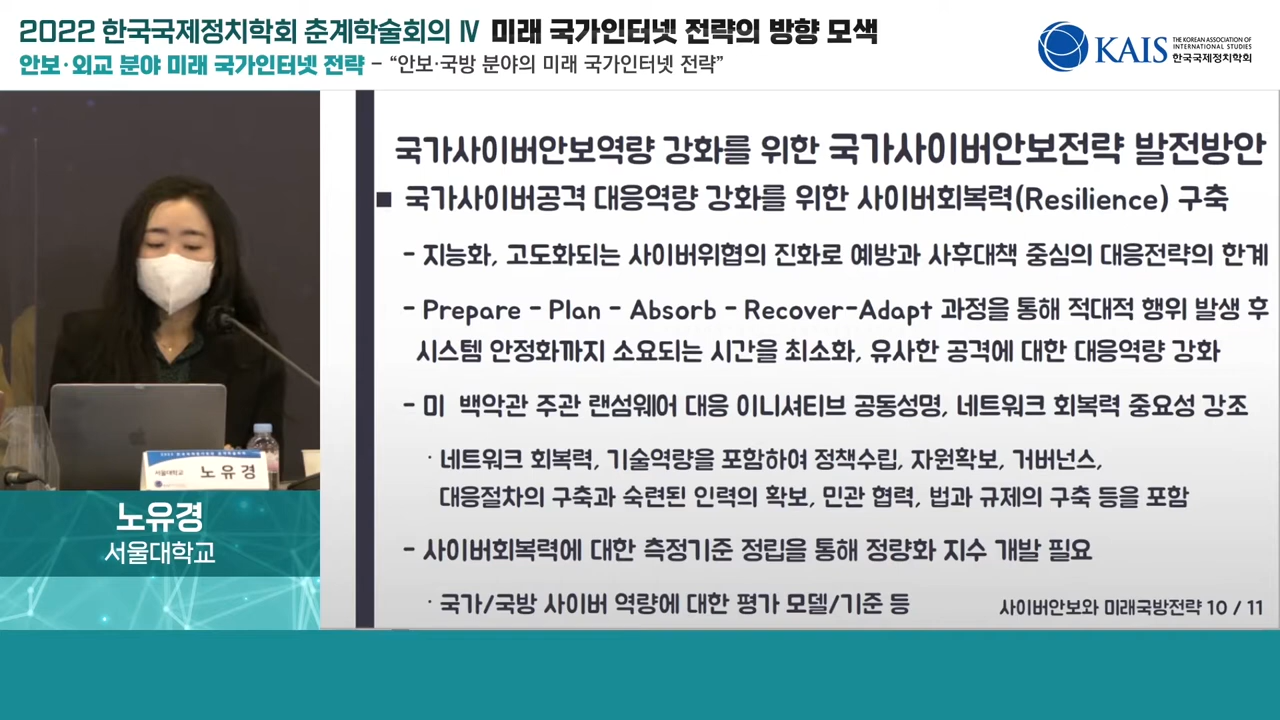 2022 한국국제정치학회 춘계학술회의 Ⅳ 미래 국가인터넷 전략의 방향 모색
안보·외교 분야 미래 국가인터넷 전략 – “안보·국방 분야의 미래 국가인터넷 전략”
KAIS
THE KOREAN ASSOCIATION OF
INTERNATIONAL STUDIES
한국국제정치학회
국가사이버안보역량 강화를 위한 국가사이버안보전략 발전방안
■ 국가사이버공격 대응역량 강화를 위한 사이버회복력(Resilience) 구축
- 지능화, 고도화되는 사이버위협의 진화로 예방과 사후대책 중심의 대응전략의 한계
- Prepare - Plan - Absorb - Recover-Adapt 과정을 통해 적대적 행위 발생 후
시스템 안정화까지 소요되는 시간을 최소화, 유사한 공격에 대한 대응역량 강화
- 미 백악관 주관 랜섬웨어 대응 이니셔티브 공동성명, 네트워크 회복력 중요성 강조
· 네트워크 회복력, 기술역량을 포함하여 정책수립, 자원확보, 거버넌스,
대응절차의 구축과 숙련된 인력의 확보, 민관 협력, 법과 규제의 구축 등을 포함
- 사이버회복력에 대한 측정기준 정립을 통해 정량화 지수 개발 필요
· 국가/국방 사이버 역량에 대한 평가 모델/기준 등
사이버안보와 미래국방전략 10 / 11
서울대학교 노유경
노유경
서울대학교